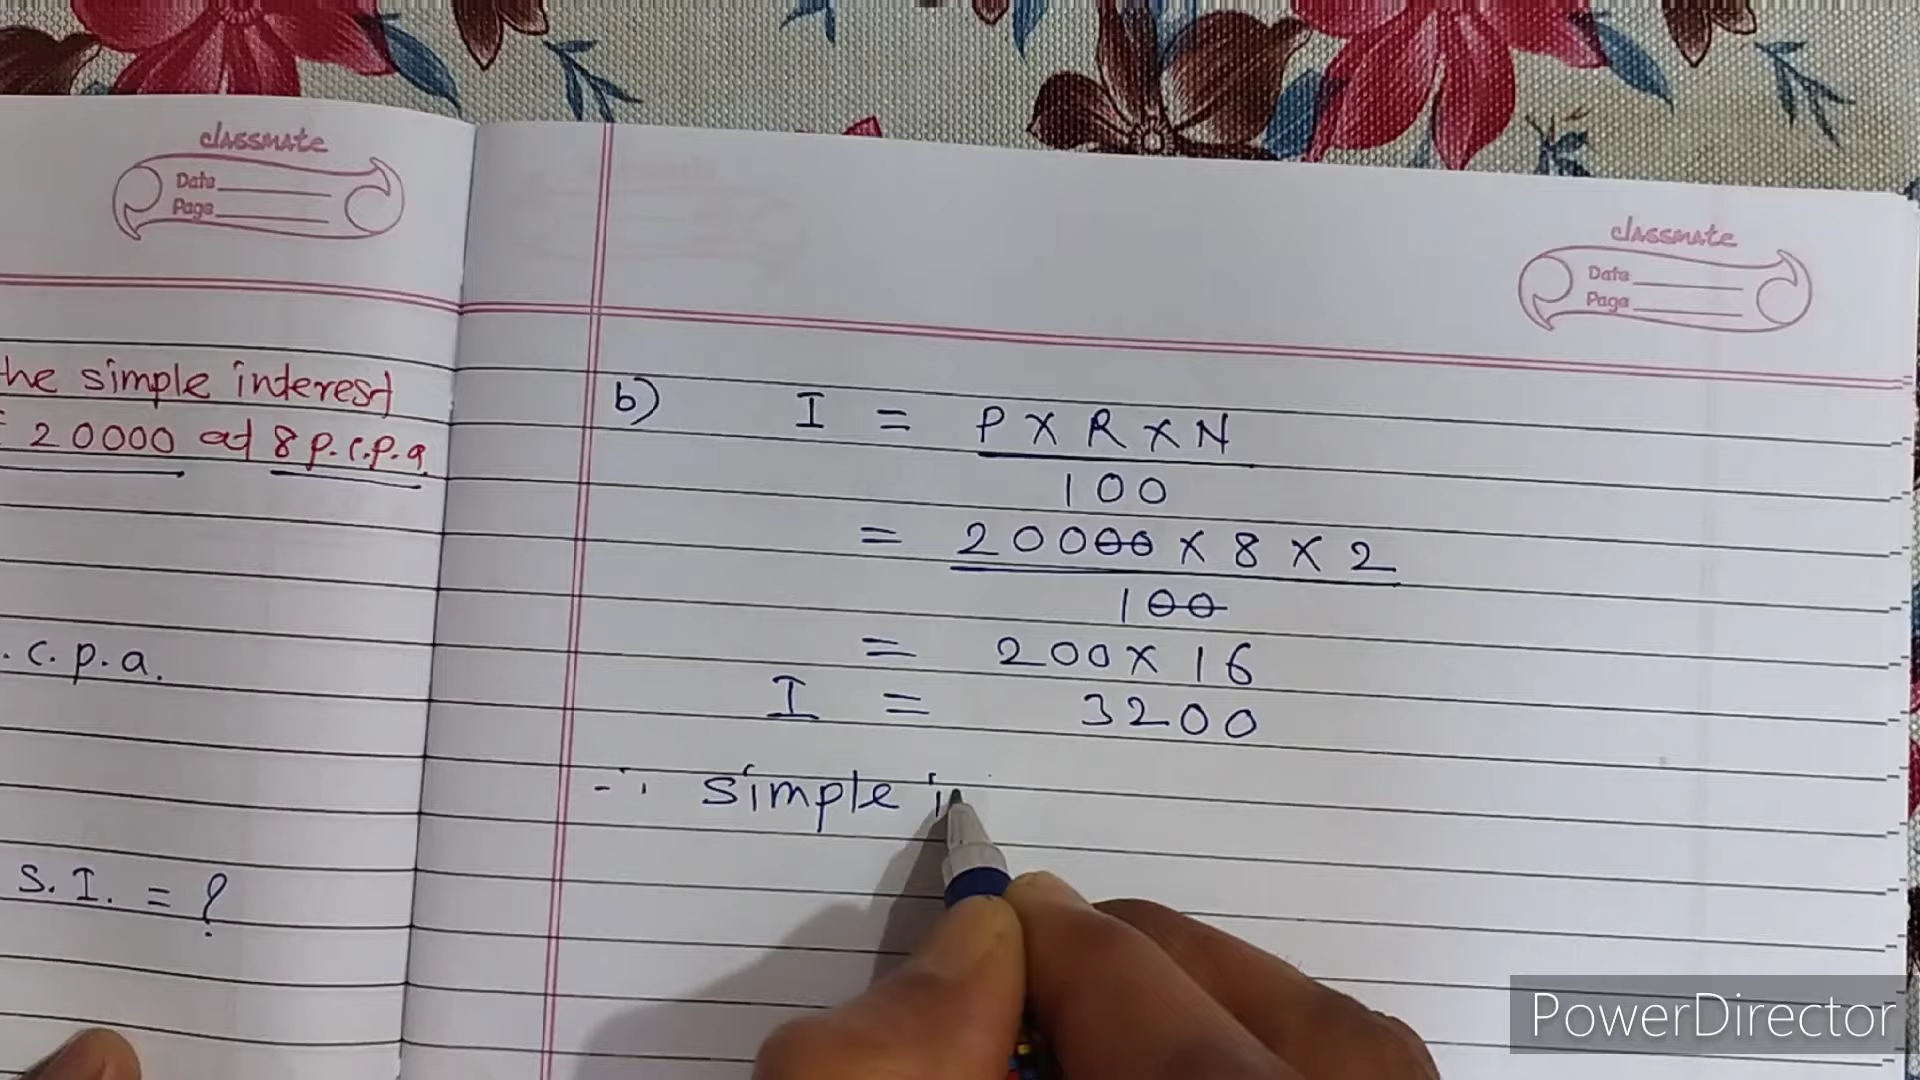 classmate
Date
Page
he simple interest
20000 at 8 p.c.p.a.
. c. p. a.
S. I. = ?
classmate
Date
Page
b) I = P X R X N
100
= 20000 X 8 X 2
100
= 200 X 16
I = 3200
∴ simple i
PowerDirector